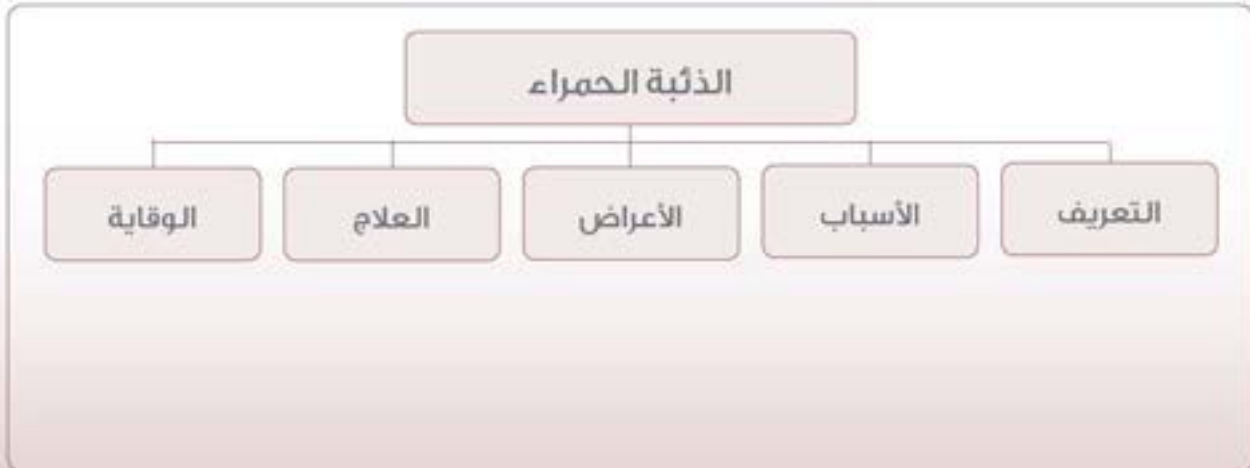 الذئبة الحمراء
التعريف
الأسباب
الأعراض
العلاج
الوقاية